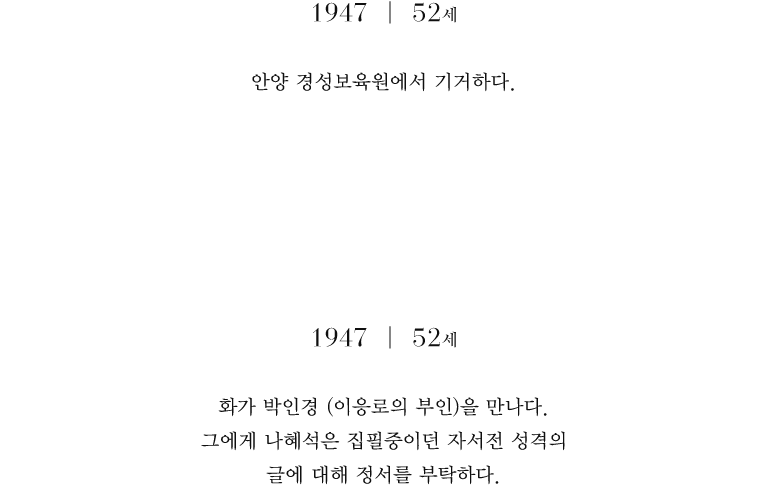 1947 | 52세
안양 경성보육원에서 기거하다.
1947 | 52세
화가 박인경 (이응로의 부인)을 만나다.
그에게 나혜석은 집필중이던 자서전 성격의
글에 대해 정서를 부탁하다.